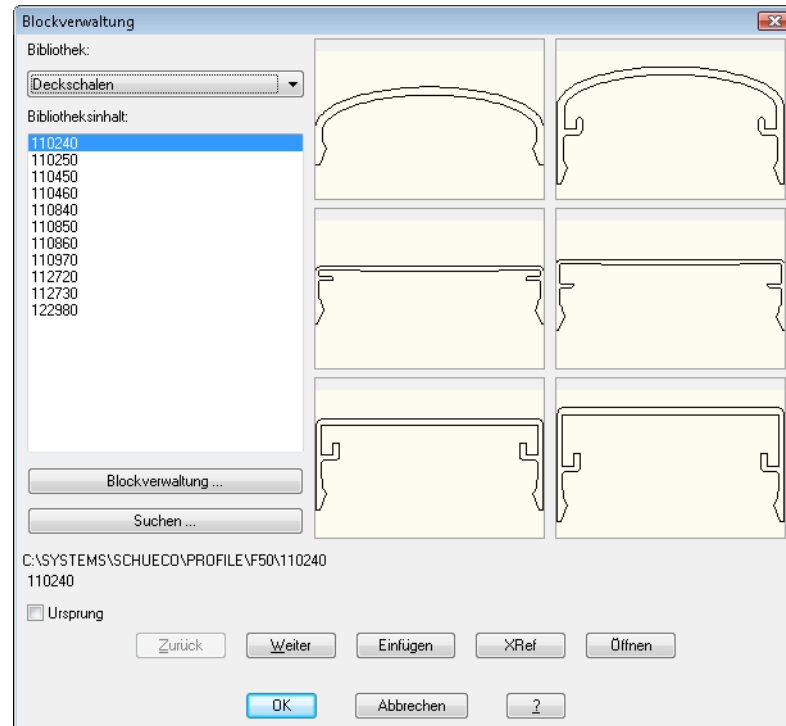 Blockverwaltung
Bibliothek:
Deckschalen
Bibliotheksinhalt:
110240
110250
110450
110460
110840
110850
110860
110970
112720
112730
122980
Blockverwaltung ...
Suchen ...
C:\SYSTEMS\SCHUECO\PROFILE\F50\110240
110240
Ursprung
Zurück Weiter Einfügen XRef Öffnen
OK Abbrechen ?